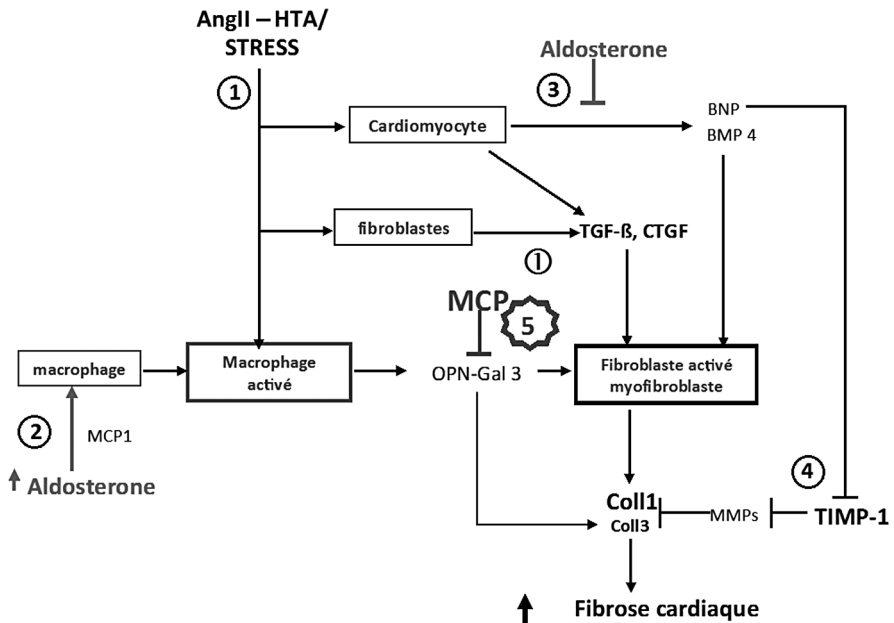 AngII – HTA/
STRESS
1
Aldosterone
3
Cardiomyocyte
BNP
BMP 4
fibroblastes
TGF-ß, CTGF
1
MCP
5
macrophage
Macrophage
activé
OPN-Gal 3
Fibroblaste activé
myofibroblaste
2
MCP1
Aldosterone
4
Coll1
Coll3
MMPs
TIMP-1
Fibrose cardiaque